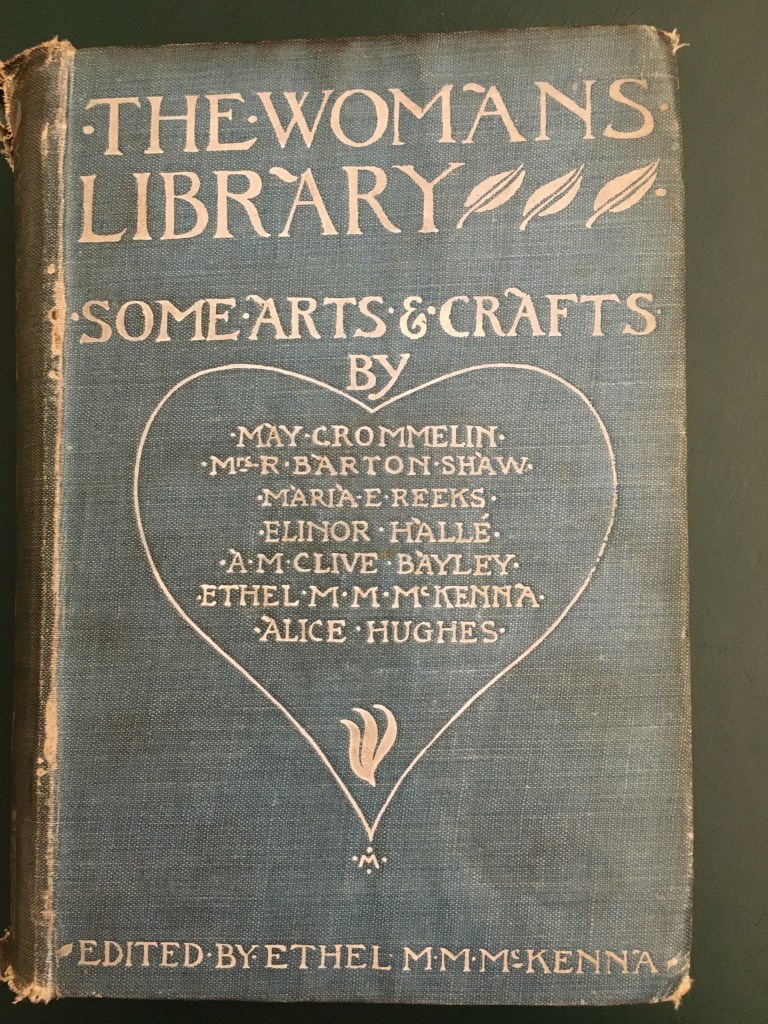 ·THE·WOMANS·
LIBRARY
·SOME·ARTS·&·CRAFTS·
BY
·MAY·CROMMELIN·
·Mrs·R·BARTON·SHAW·
·MARIA·E·REEKS·
·ELINOR·HALLÉ·
·A·M·CLIVE·BAYLEY·
·ETHEL·M·M·McKENNA·
·ALICE·HUGHES·
·M·
EDITED·BY·ETHEL·M·M·McKENNA